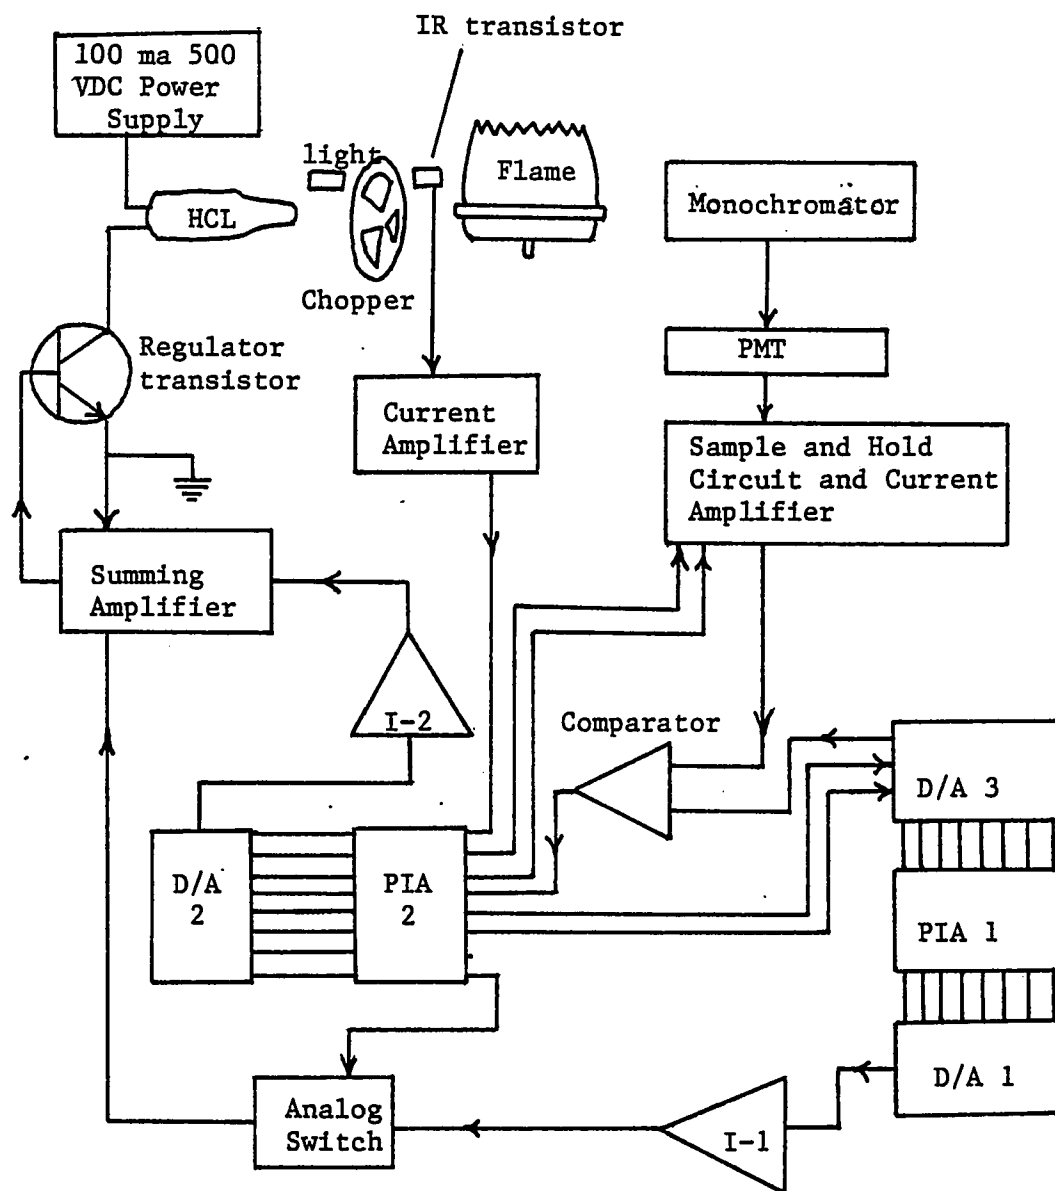 IR transistor
100 ma 500
VDC Power
Supply
light
Flame
HCL
Monochromator
Chopper
PMT
Regulator
transistor
Current
Amplifier
Sample and Hold
Circuit and Current
Amplifier
Summing
Amplifier
I-2
Comparator
D/A 3
D/A
2
PIA
2
PIA 1
D/A 1
Analog
Switch
I-1